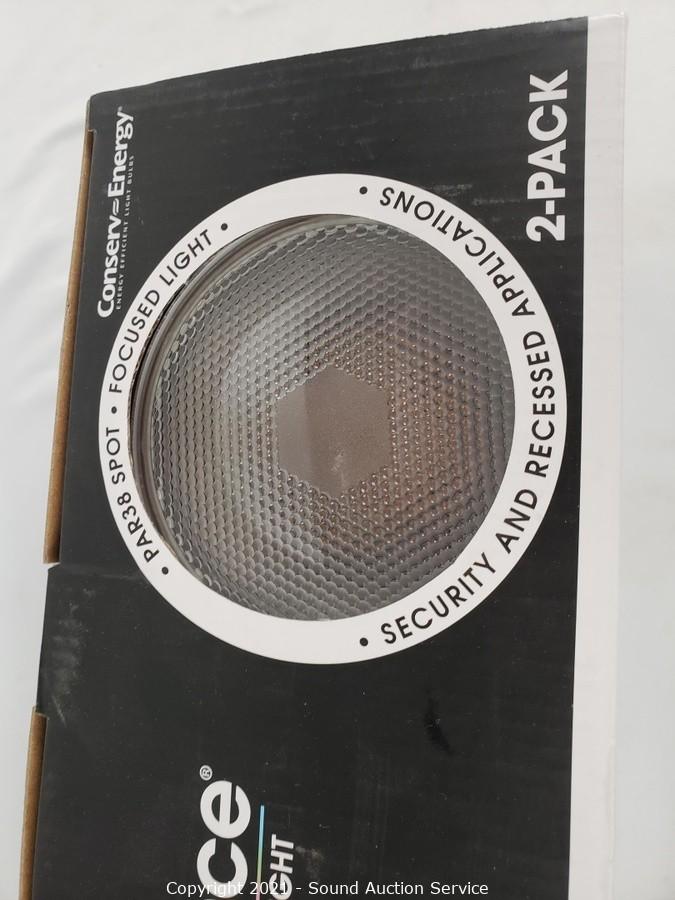 Conserv Energy®
ENERGY EFFICIENT LIGHT BULBS
2-PACK
• PAR38 SPOT • FOCUSED LIGHT •
• SECURITY AND RECESSED APPLICATIONS •
ce®
GHT
Copyright 2021 - Sound Auction Service